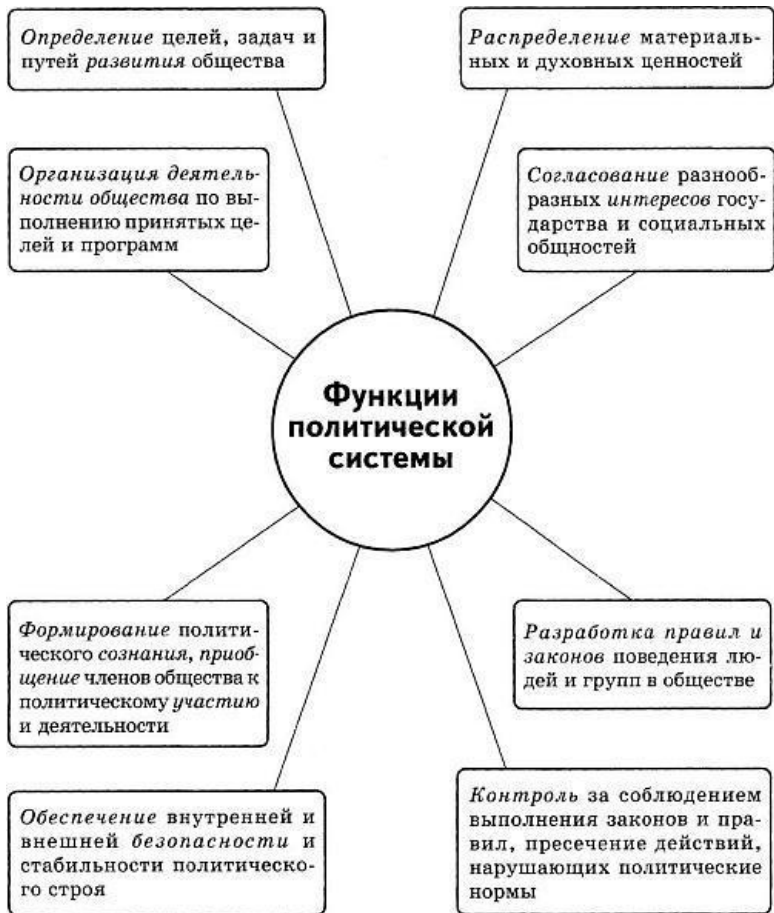 Определение целей, задач и
путей развития общества
Распределение материаль-
ных и духовных ценностей
Организация деятель-
ности общества по вы-
полнению принятых це-
лей и программ
Согласование разнооб-
разных интересов госу-
дарства и социальных
общностей
Функции
политической
системы
Формирование полити-
ческого сознания, приоб-
щение членов общества к
политическому участию
и деятельности
Разработка правил и
законов поведения лю-
дей и групп в обществе
Обеспечение внутренней и
внешней безопасности и
стабильности политическо-
го строя
Контроль за соблюдением
выполнения законов и пра-
вил, пресечение действий,
нарушающих политические
нормы